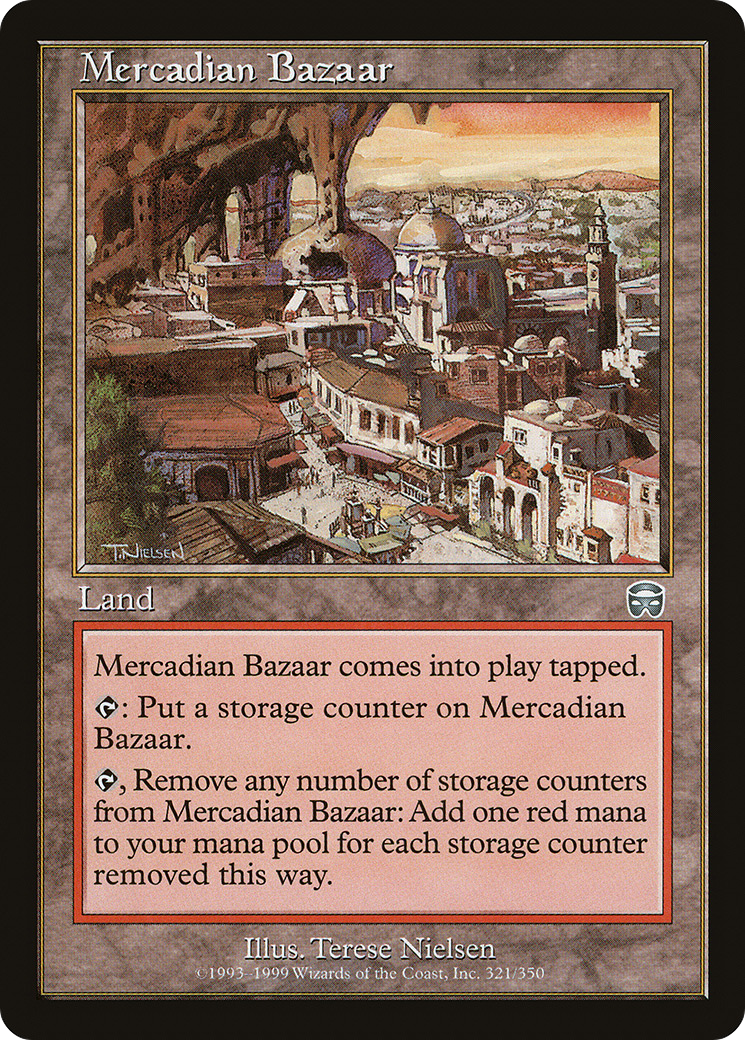 Mercadian Bazaar
T. NIELSEN
Land
Mercadian Bazaar comes into play tapped.
: Put a storage counter on Mercadian
Bazaar.
, Remove any number of storage counters
from Mercadian Bazaar: Add one red mana
to your mana pool for each storage counter
removed this way.
Illus. Terese Nielsen
©1993–1999 Wizards of the Coast, Inc. 321/350